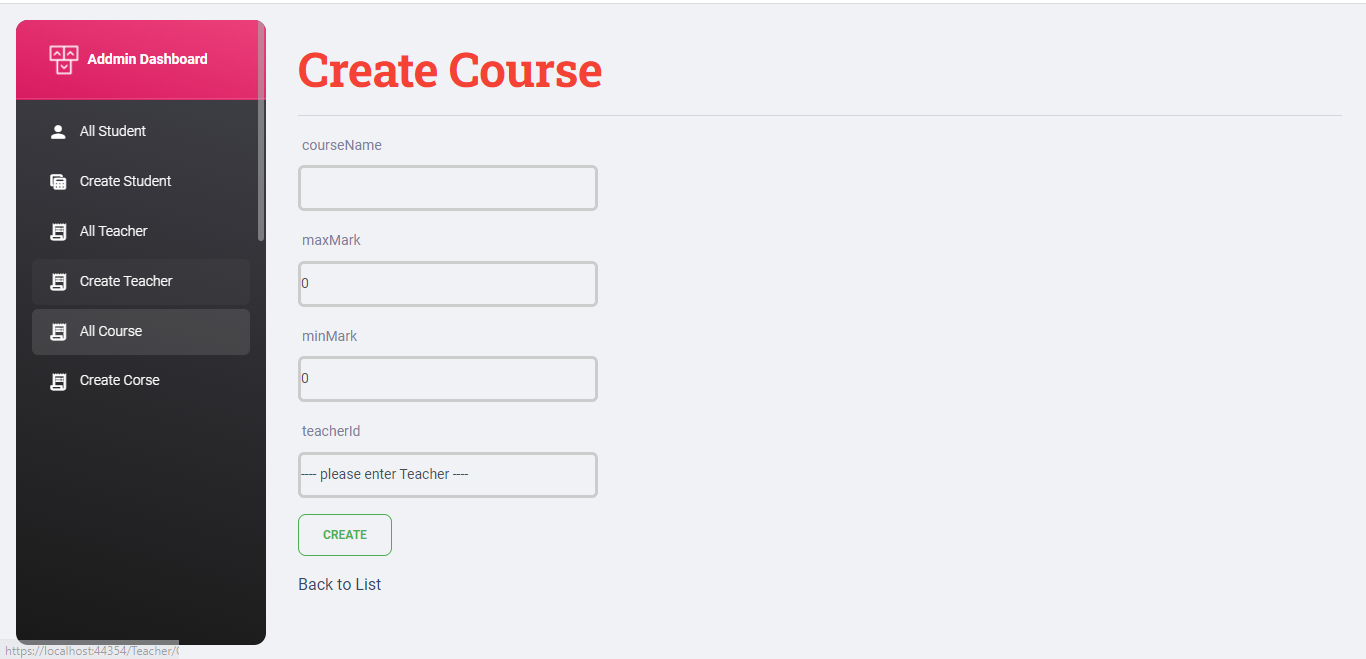 Addmin Dashboard
All Student
Create Student
All Teacher
Create Teacher
All Course
Create Corse
Create Course
courseName
maxMark
0
minMark
0
teacherId
---- please enter Teacher ----
CREATE
Back to List
https://localhost:44354/Teacher/